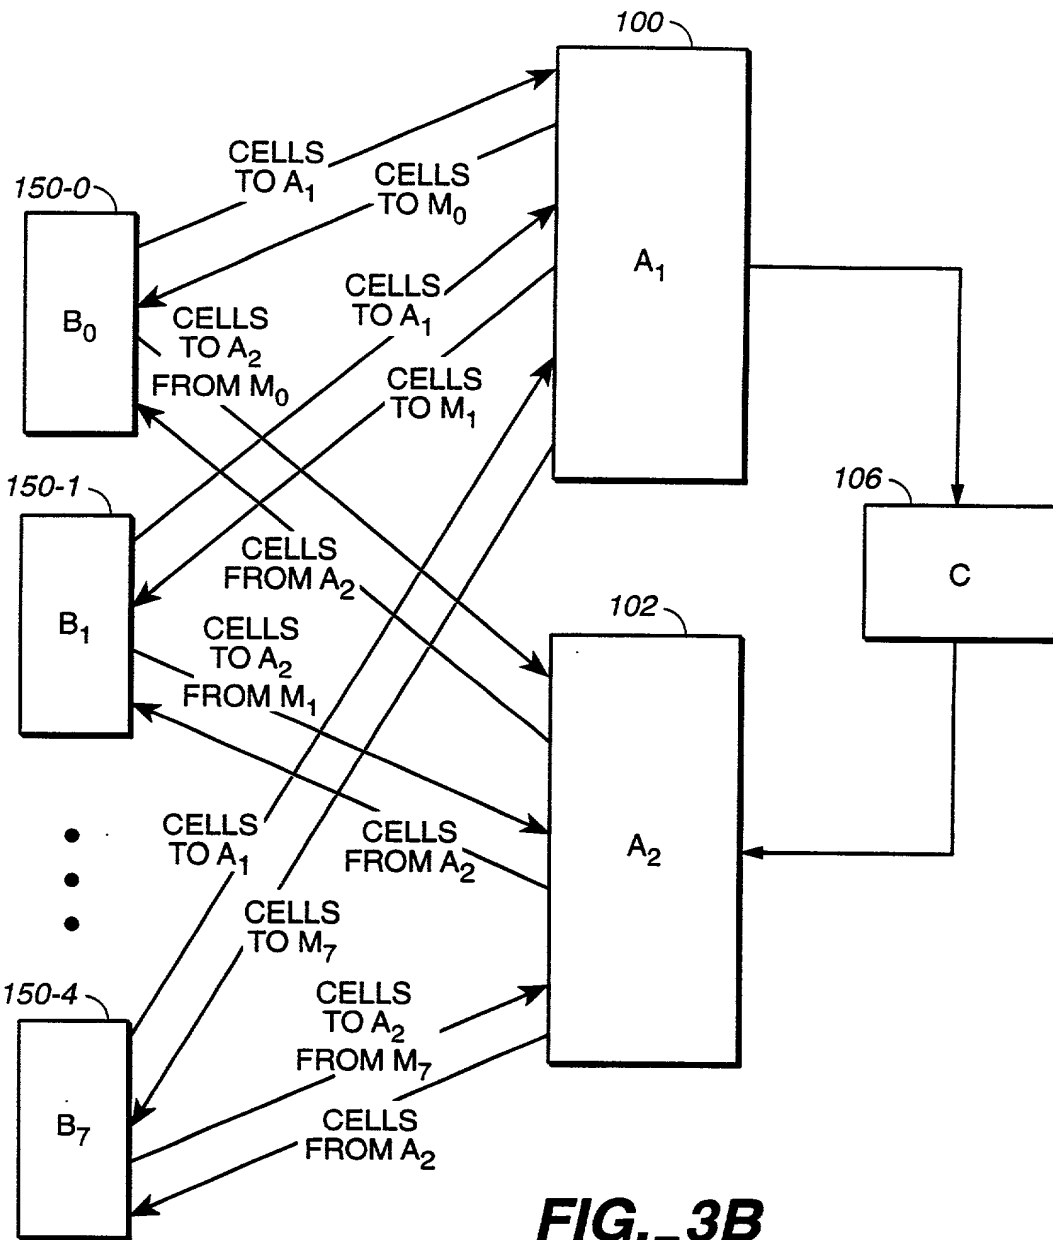 100
CELLS
TO A₁
CELLS
TO M₀
150-0
B₀
A₁
CELLS
TO A₁
CELLS
TO A₂
FROM M₀
CELLS
TO M₁
150-1
B₁
106
C
CELLS
FROM A₂
102
CELLS
TO A₂
FROM M₁
A₂
CELLS
TO A₁
CELLS
FROM A₂
CELLS
TO M₇
150-4
B₇
CELLS
TO A₂
FROM M₇
CELLS
FROM A₂
FIG._3B